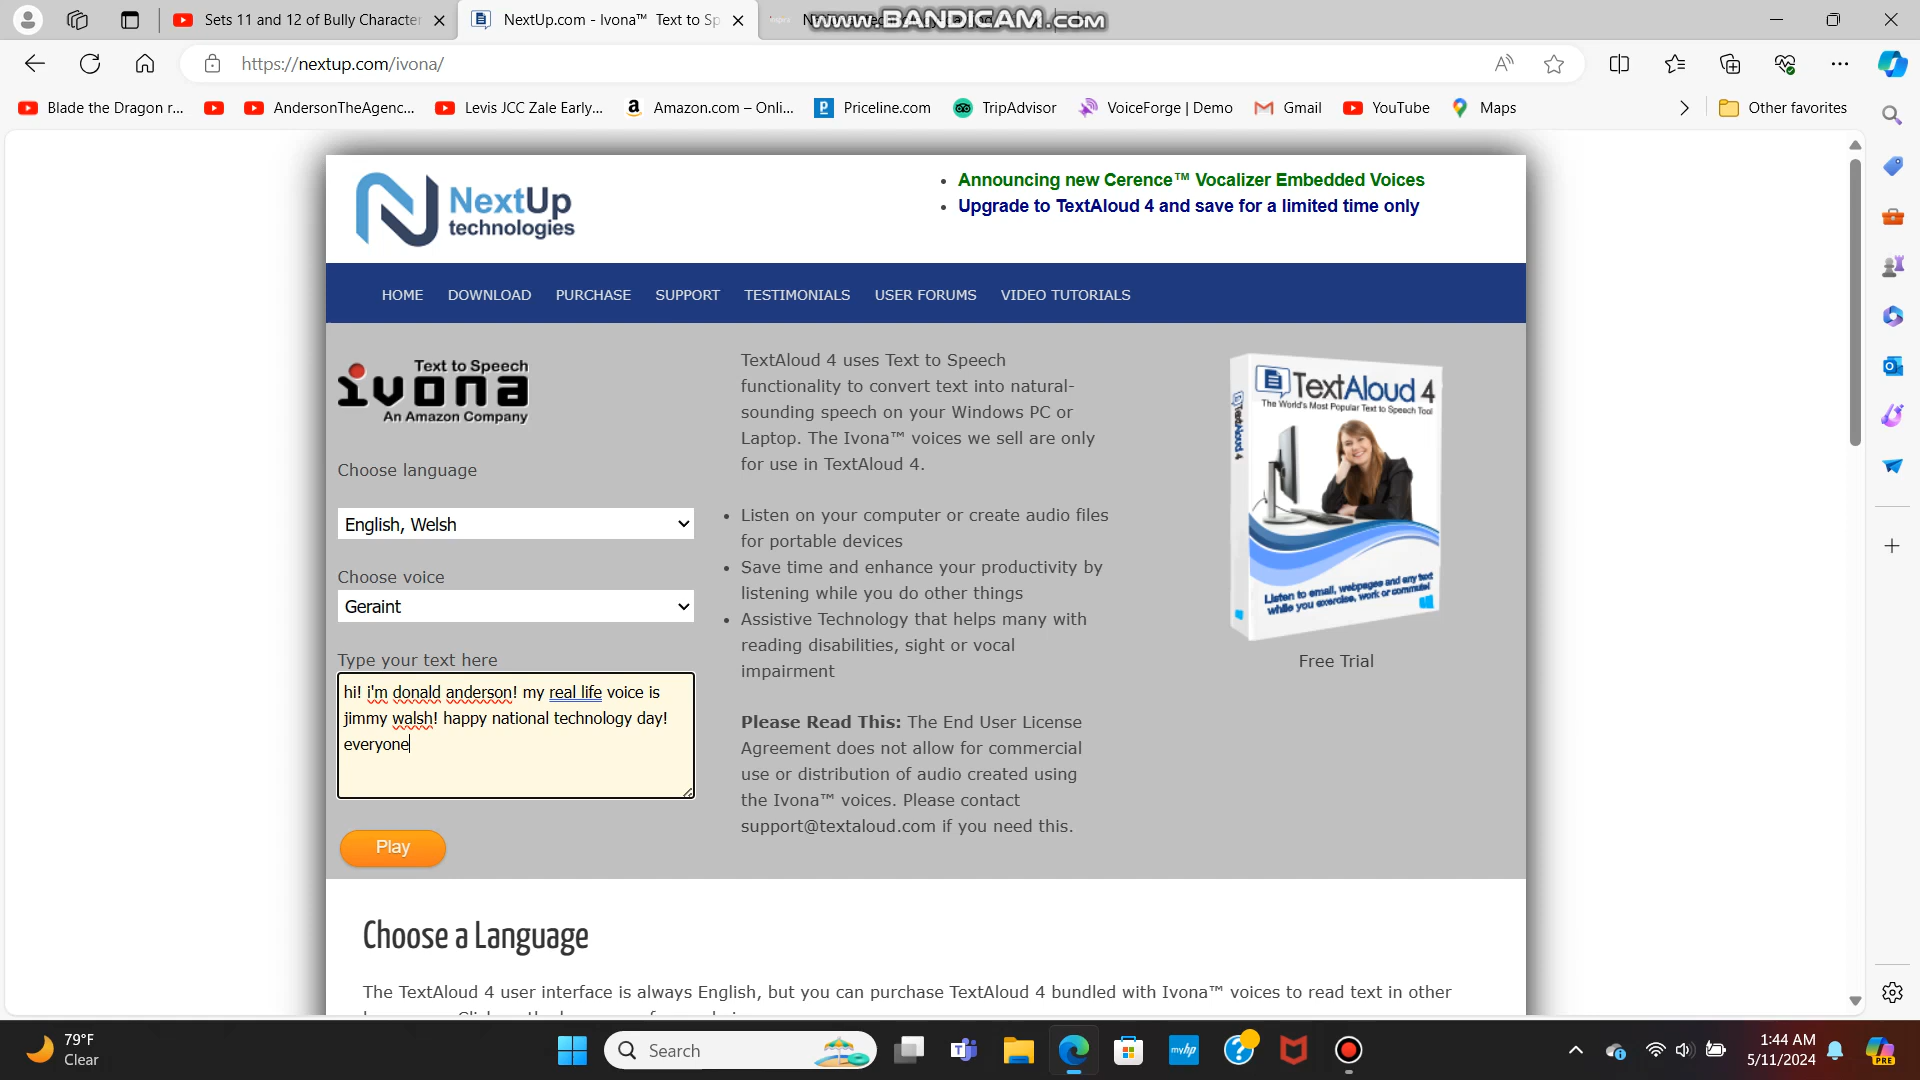 Sets 11 and 12 of Bully Character
NextUp.com - Ivona™ Text to Sp
www.BANDICAM.com
https://nextup.com/ivona/
Blade the Dragon r...
AndersonTheAgenc...
Levis JCC Zale Early...
Amazon.com – Onli...
Priceline.com
TripAdvisor
VoiceForge | Demo
Gmail
YouTube
Maps
Other favorites
NextUp
technologies
Announcing new Cerence™ Vocalizer Embedded Voices
Upgrade to TextAloud 4 and save for a limited time only
HOME DOWNLOAD PURCHASE SUPPORT TESTIMONIALS USER FORUMS VIDEO TUTORIALS
Text to Speech
ivona
An Amazon Company
Choose language
English, Welsh
Choose voice
Geraint
Type your text here
hi! i'm donald anderson! my real life voice is
jimmy walsh! happy national technology day!
everyone
Play
TextAloud 4 uses Text to Speech
functionality to convert text into natural-
sounding speech on your Windows PC or
Laptop. The Ivona™ voices we sell are only
for use in TextAloud 4.
Listen on your computer or create audio files
for portable devices
Save time and enhance your productivity by
listening while you do other things
Assistive Technology that helps many with
reading disabilities, sight or vocal
impairment
Please Read This: The End User License
Agreement does not allow for commercial
use or distribution of audio created using
the Ivona™ voices. Please contact
support@textaloud.com if you need this.
TextAloud 4
The World's Most Popular Text to Speech Tool
TextAloud 4
Listen to email, webpages and any text
while you exercise, work or commute!
Free Trial
Choose a Language
The TextAloud 4 user interface is always English, but you can purchase TextAloud 4 bundled with Ivona™ voices to read text in other
79°F
Clear
Search
myhp
1:44 AM
5/11/2024
PRE